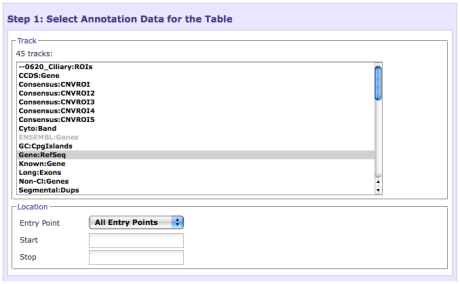 Step 1: Select Annotation Data for the Table
Track
45 tracks:
--0620_Ciliary:ROIs
CCDS:Gene
Consensus:CNVROI
Consensus:CNVROI2
Consensus:CNVROI3
Consensus:CNVROI4
Consensus:CNVROI5
Cyto:Band
ENSEMBL:Genes
GC:CpgIslands
Gene:RefSeq
Known:Gene
Long:Exons
Non-CI:Genes
Segmental:Dups
Location
Entry Point All Entry Points
Start
Stop